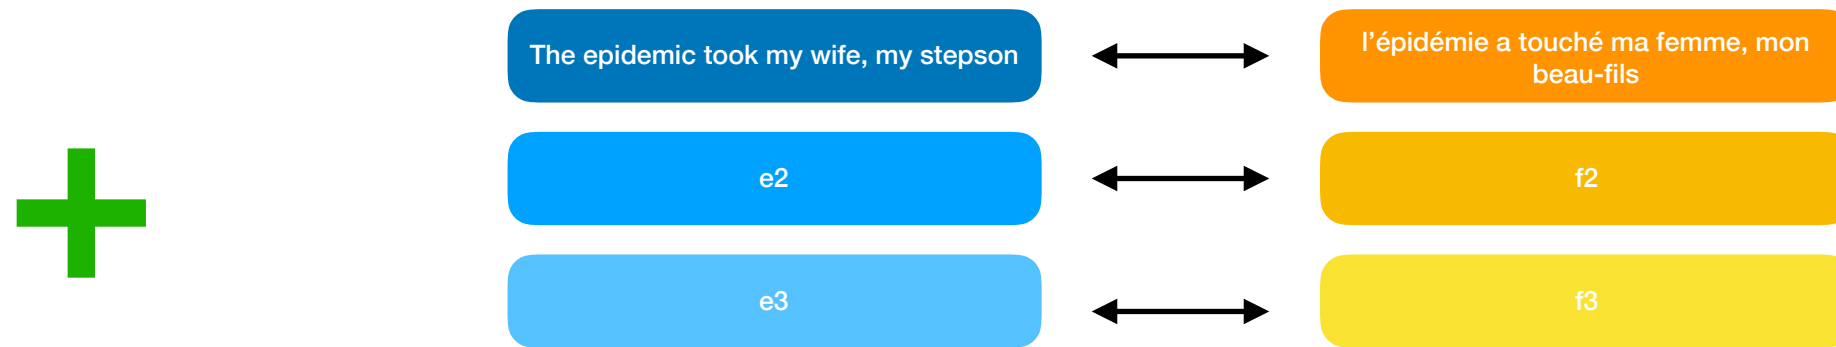 The epidemic took my wife, my stepson
l’épidémie a touché ma femme, mon
beau-fils
e2
f2
e3
f3